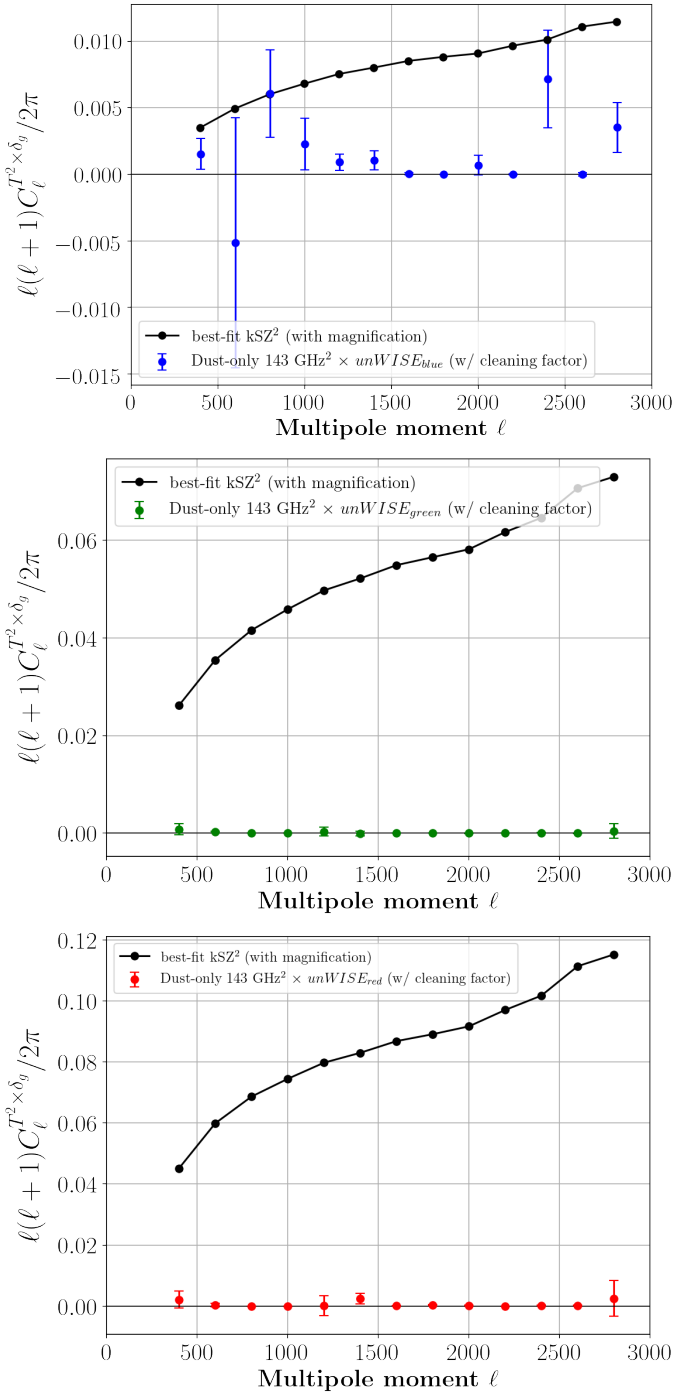 0.010
0.005
0.000
−0.005
−0.010
−0.015
ℓ(ℓ + 1)C_ℓ^{T²×δ_g}/2π
best-fit kSZ² (with magnification)
Dust-only 143 GHz² × unWISE_blue (w/ cleaning factor)
0 500 1000 1500 2000 2500 3000
Multipole moment ℓ
0.06
0.04
0.02
0.00
ℓ(ℓ + 1)C_ℓ^{T²×δ_g}/2π
best-fit kSZ² (with magnification)
Dust-only 143 GHz² × unWISE_green (w/ cleaning factor)
0 500 1000 1500 2000 2500 3000
Multipole moment ℓ
0.12
0.10
0.08
0.06
0.04
0.02
0.00
ℓ(ℓ + 1)C_ℓ^{T²×δ_g}/2π
best-fit kSZ² (with magnification)
Dust-only 143 GHz² × unWISE_red (w/ cleaning factor)
0 500 1000 1500 2000 2500 3000
Multipole moment ℓ